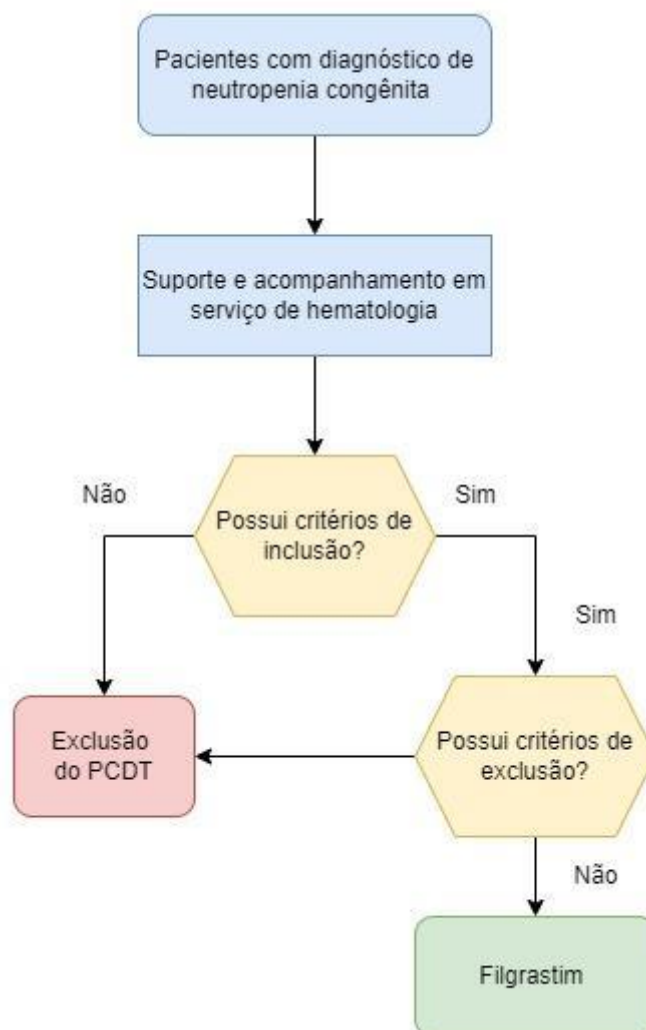 Pacientes com diagnóstico de
neutropenia congênita
Suporte e acompanhamento em
serviço de hematologia
Não
Sim
Possui critérios de
inclusão?
Sim
Exclusão
do PCDT
Possui critérios de
exclusão?
Não
Filgrastim